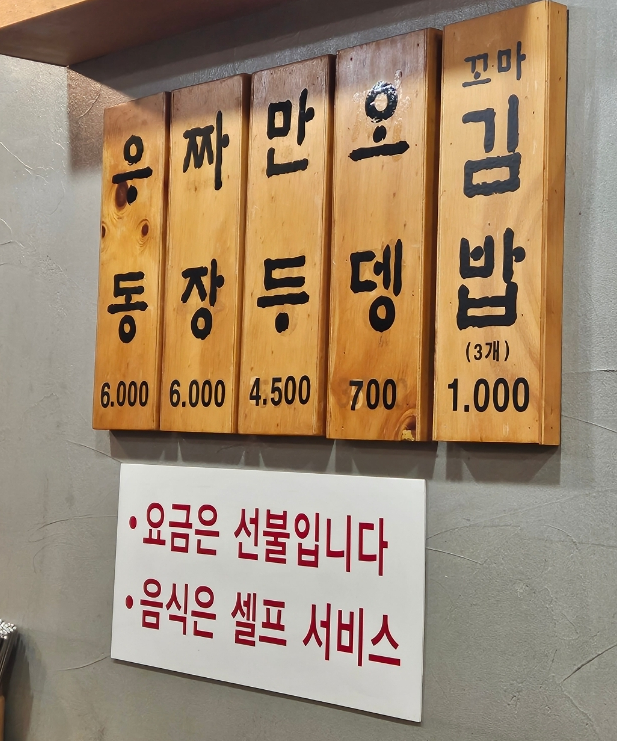 우동
6.000
짜장
6.000
만두
4.500
오뎅
700
꼬마
김밥
(3개)
1.000
• 요금은 선불입니다
• 음식은 셀프 서비스